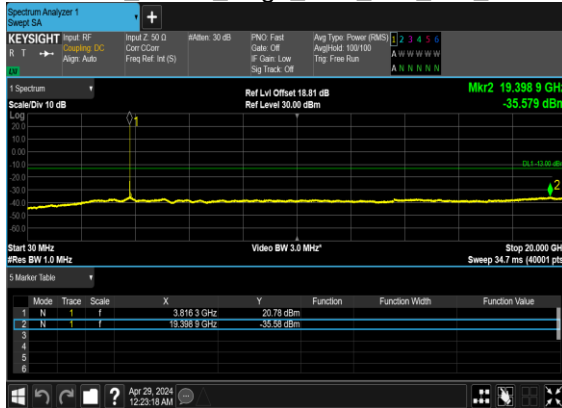 Spectrum Analyzer 1
Swept SA
+
KEYSIGHT Input: RF Input Z: 50 Ω #Atten: 30 dB PNO: Fast Avg Type: Power (RMS) 1 2 3 4 5 6
R T Coupling: DC Corr CCorr Gate: Off Avg|Hold: 100/100 A W W W W W
Align: Auto Freq Ref: Int (S) IF Gain: Low Trig: Free Run
LU Sig Track: Off A N N N N N
1 Spectrum Ref Lvl Offset 18.81 dB Mkr2 19.398 9 GHz
Scale/Div 10 dB Ref Level 30.00 dBm -35.579 dBm
Log
20.0
10.0
0.00
-10.0
-20.0
-30.0
-40.0
-50.0
-60.0
1
DL1 -13.00 dB
2
Start 30 MHz Video BW 3.0 MHz* Stop 20.000 GH
#Res BW 1.0 MHz Sweep 34.7 ms (40001 pts
5 Marker Table
Mode Trace Scale X Y Function Function Width Function Value
1 N 1 f 3.816 3 GHz 20.78 dBm
2 N 1 f 19.398 9 GHz -35.58 dBm
3
4
5
6
? Apr 29, 2024
12:23:18 AM